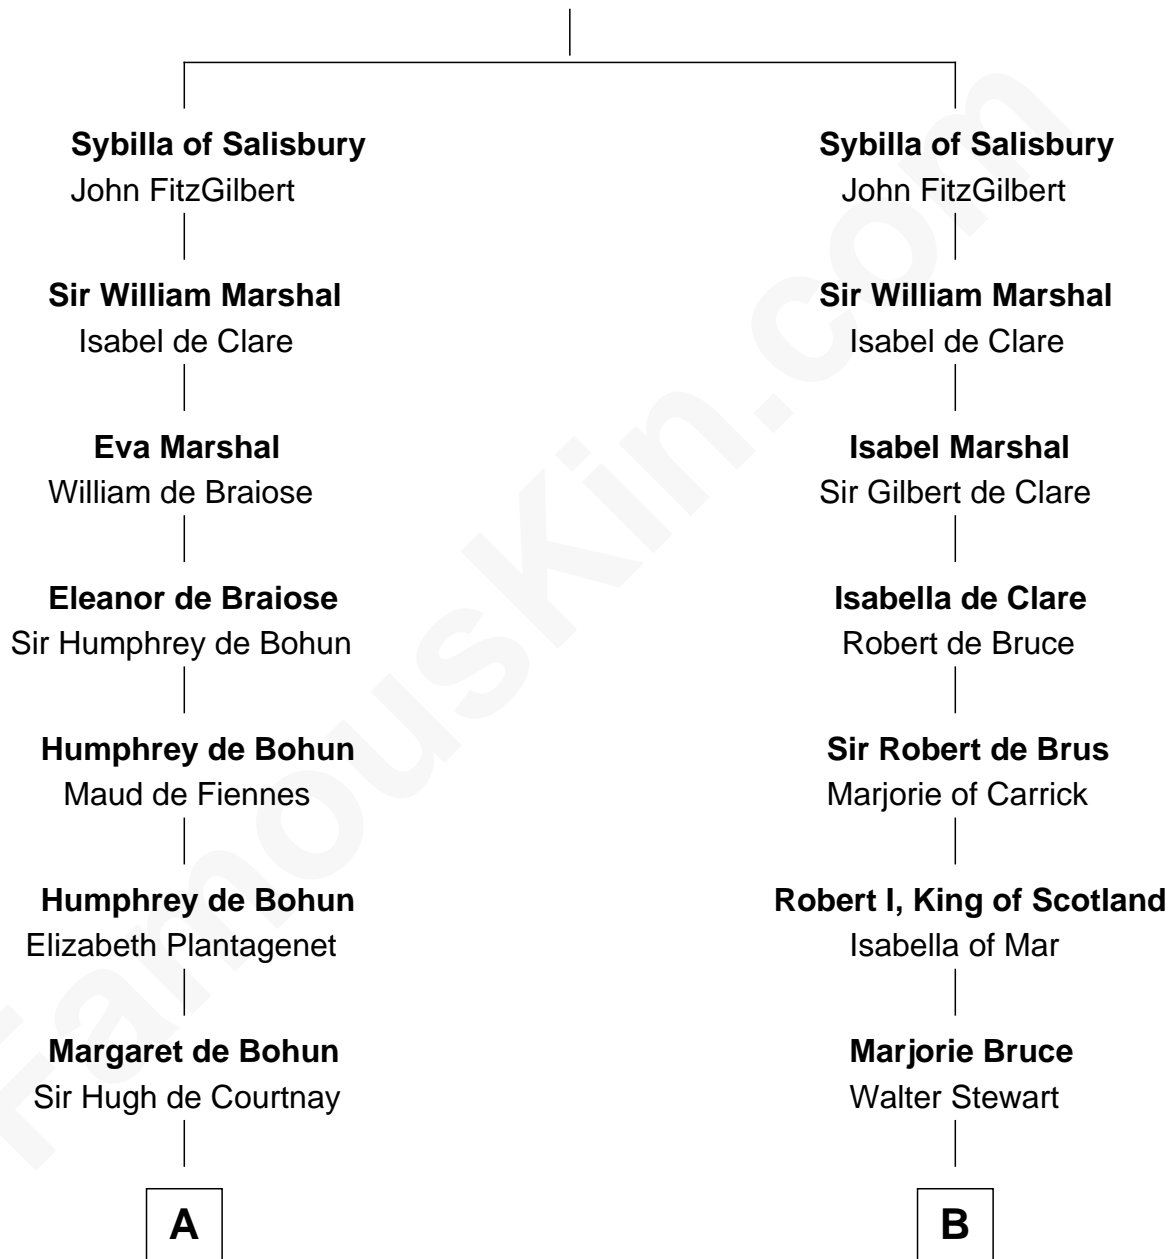 Sybilla of Salisbury
John FitzGilbert
Sir William Marshal
Isabel de Clare
Eva Marshal
William de Braiose
Eleanor de Braiose
Sir Humphrey de Bohun
Humphrey de Bohun
Maud de Fiennes
Humphrey de Bohun
Elizabeth Plantagenet
Margaret de Bohun
Sir Hugh de Courtnay
A
Sybilla of Salisbury
John FitzGilbert
Sir William Marshal
Isabel de Clare
Isabel Marshal
Sir Gilbert de Clare
Isabella de Clare
Robert de Bruce
Sir Robert de Brus
Marjorie of Carrick
Robert I, King of Scotland
Isabella of Mar
Marjorie Bruce
Walter Stewart
B
FamousKin.com